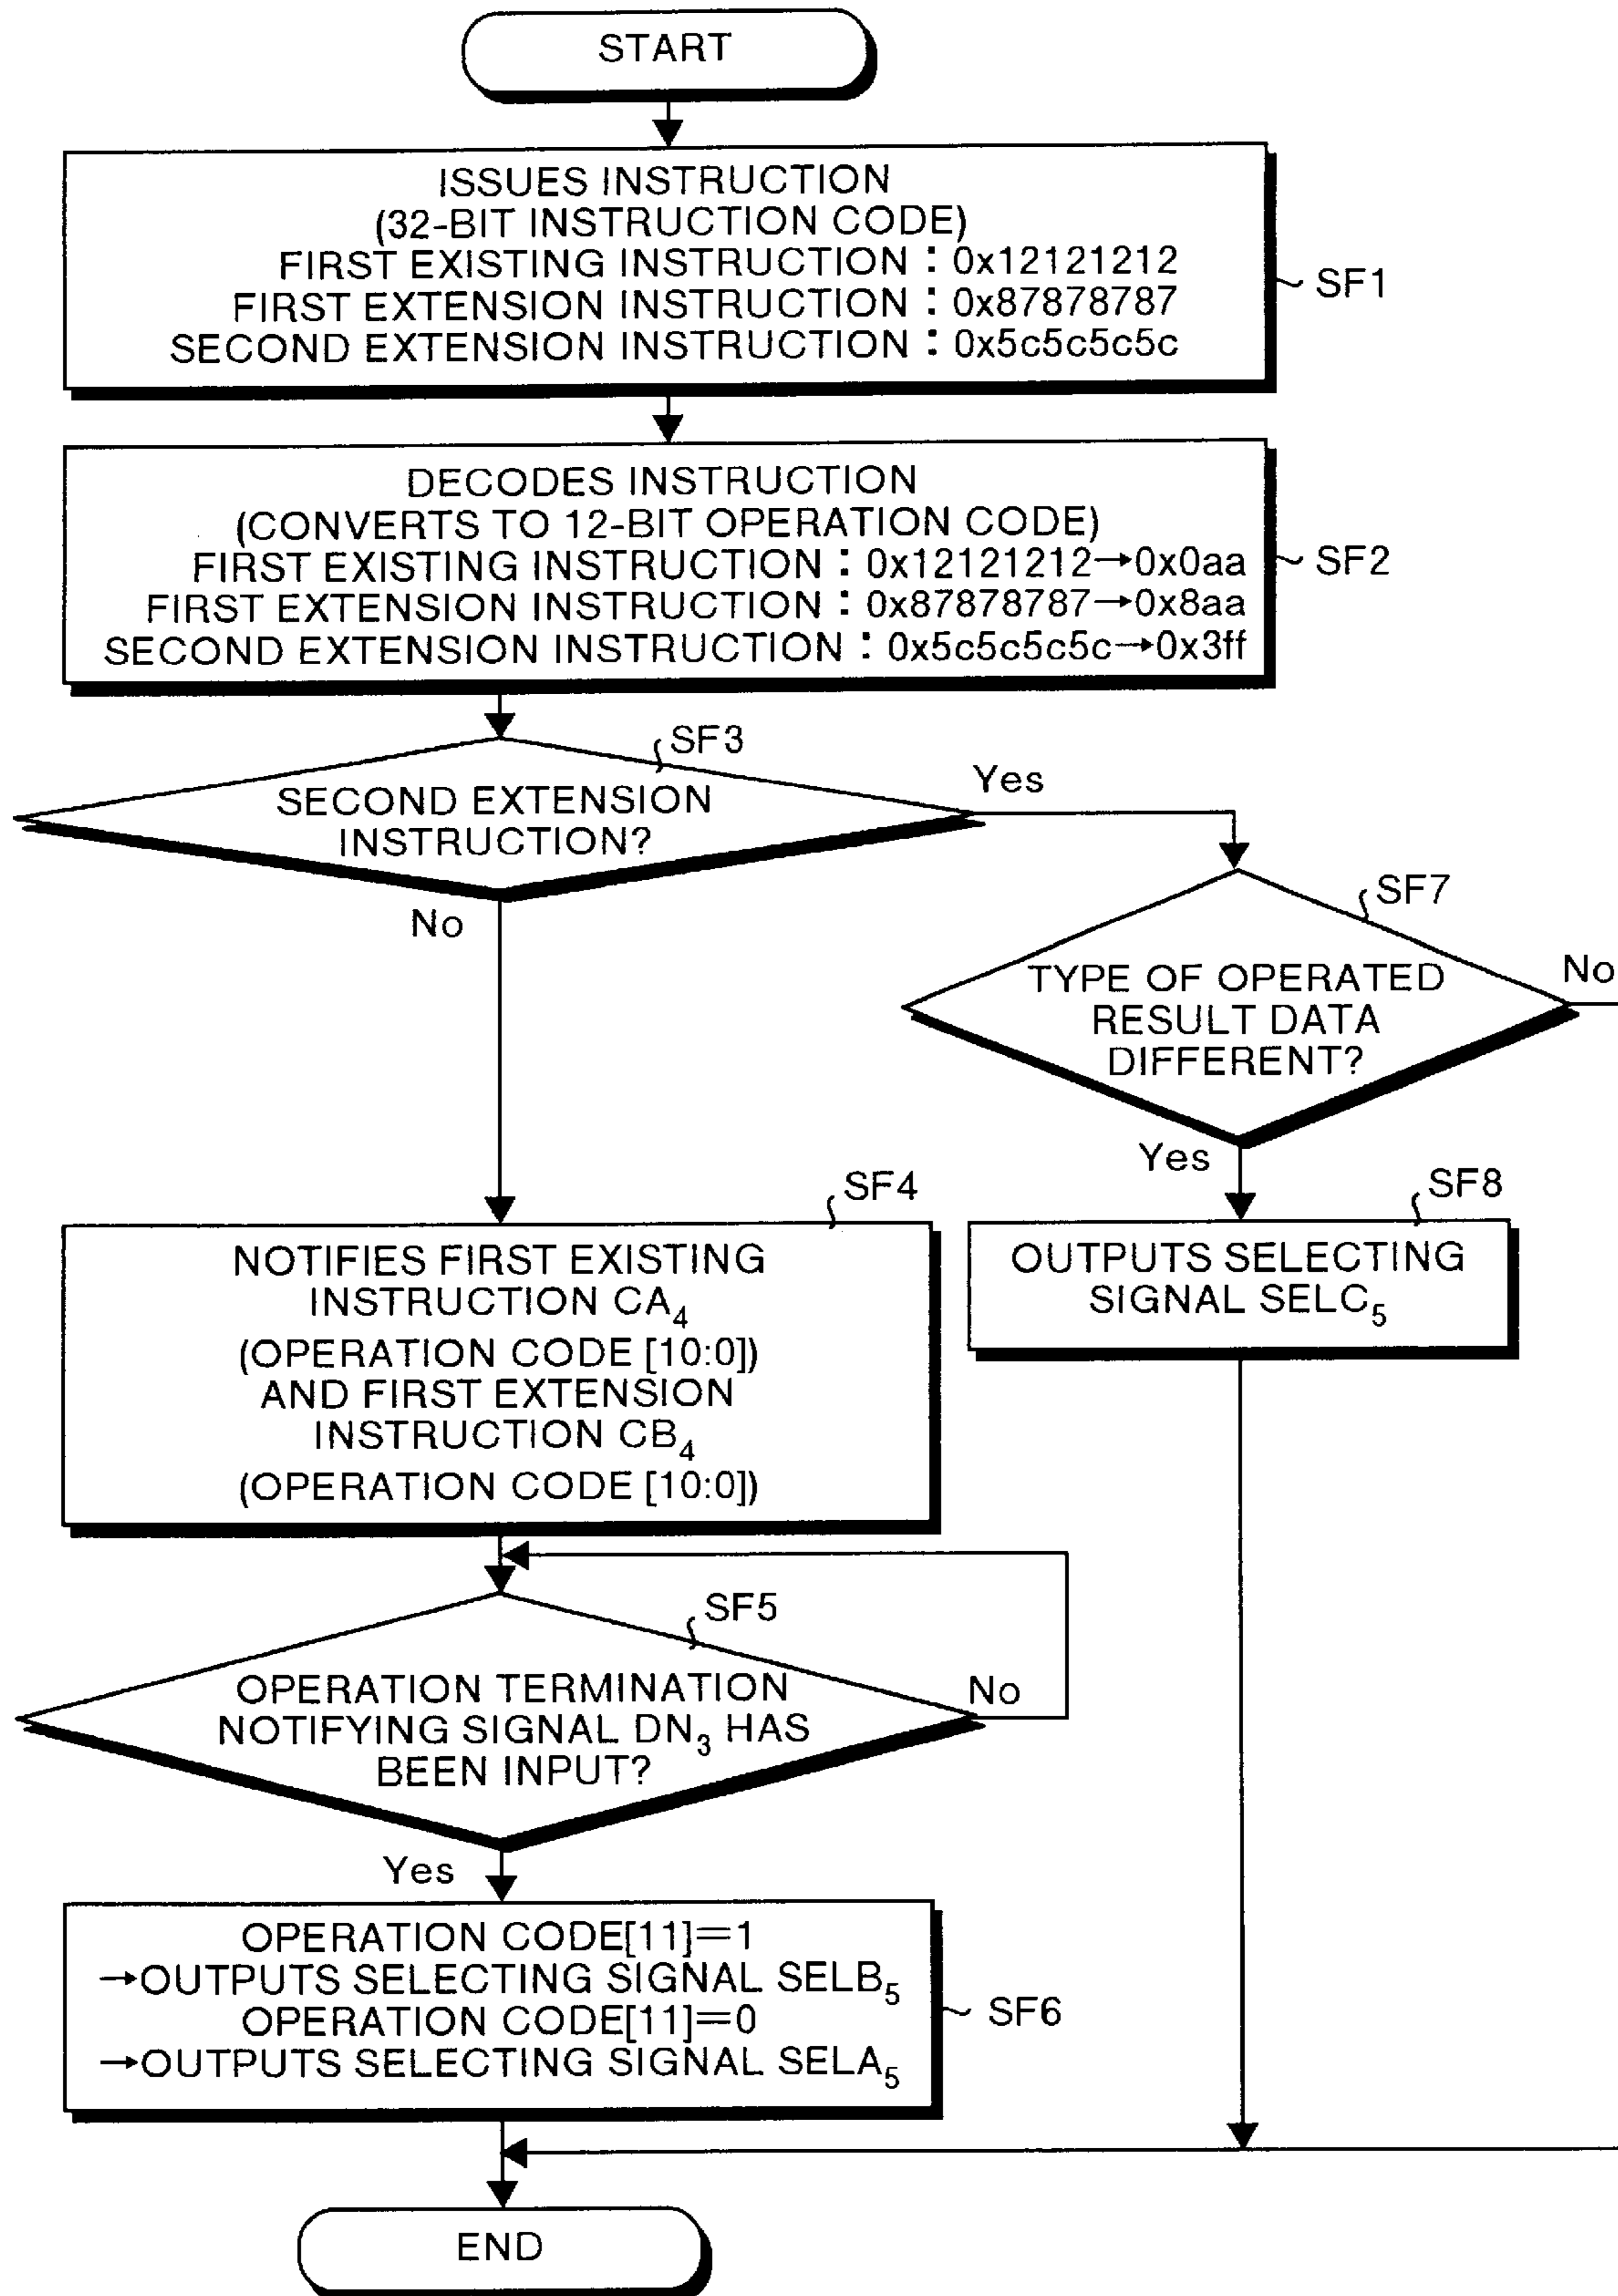 START
ISSUES INSTRUCTION
(32-BIT INSTRUCTION CODE)
FIRST EXISTING INSTRUCTION : 0x12121212
FIRST EXTENSION INSTRUCTION : 0x87878787
SECOND EXTENSION INSTRUCTION : 0x5c5c5c5c
SF1
DECODES INSTRUCTION
(CONVERTS TO 12-BIT OPERATION CODE)
FIRST EXISTING INSTRUCTION : 0x12121212→0x0aa
FIRST EXTENSION INSTRUCTION : 0x87878787→0x8aa
SECOND EXTENSION INSTRUCTION : 0x5c5c5c5c→0x3ff
SF2
SF3
SECOND EXTENSION
INSTRUCTION?
Yes
No
SF7
TYPE OF OPERATED
RESULT DATA
DIFFERENT?
No
Yes
SF4
NOTIFIES FIRST EXISTING
INSTRUCTION CA₄
(OPERATION CODE [10:0])
AND FIRST EXTENSION
INSTRUCTION CB₄
(OPERATION CODE [10:0])
SF8
OUTPUTS SELECTING
SIGNAL SELC₅
SF5
OPERATION TERMINATION
NOTIFYING SIGNAL DN₃ HAS
BEEN INPUT?
No
Yes
OPERATION CODE[11]=1
→OUTPUTS SELECTING SIGNAL SELB₅
OPERATION CODE[11]=0
→OUTPUTS SELECTING SIGNAL SELA₅
SF6
END